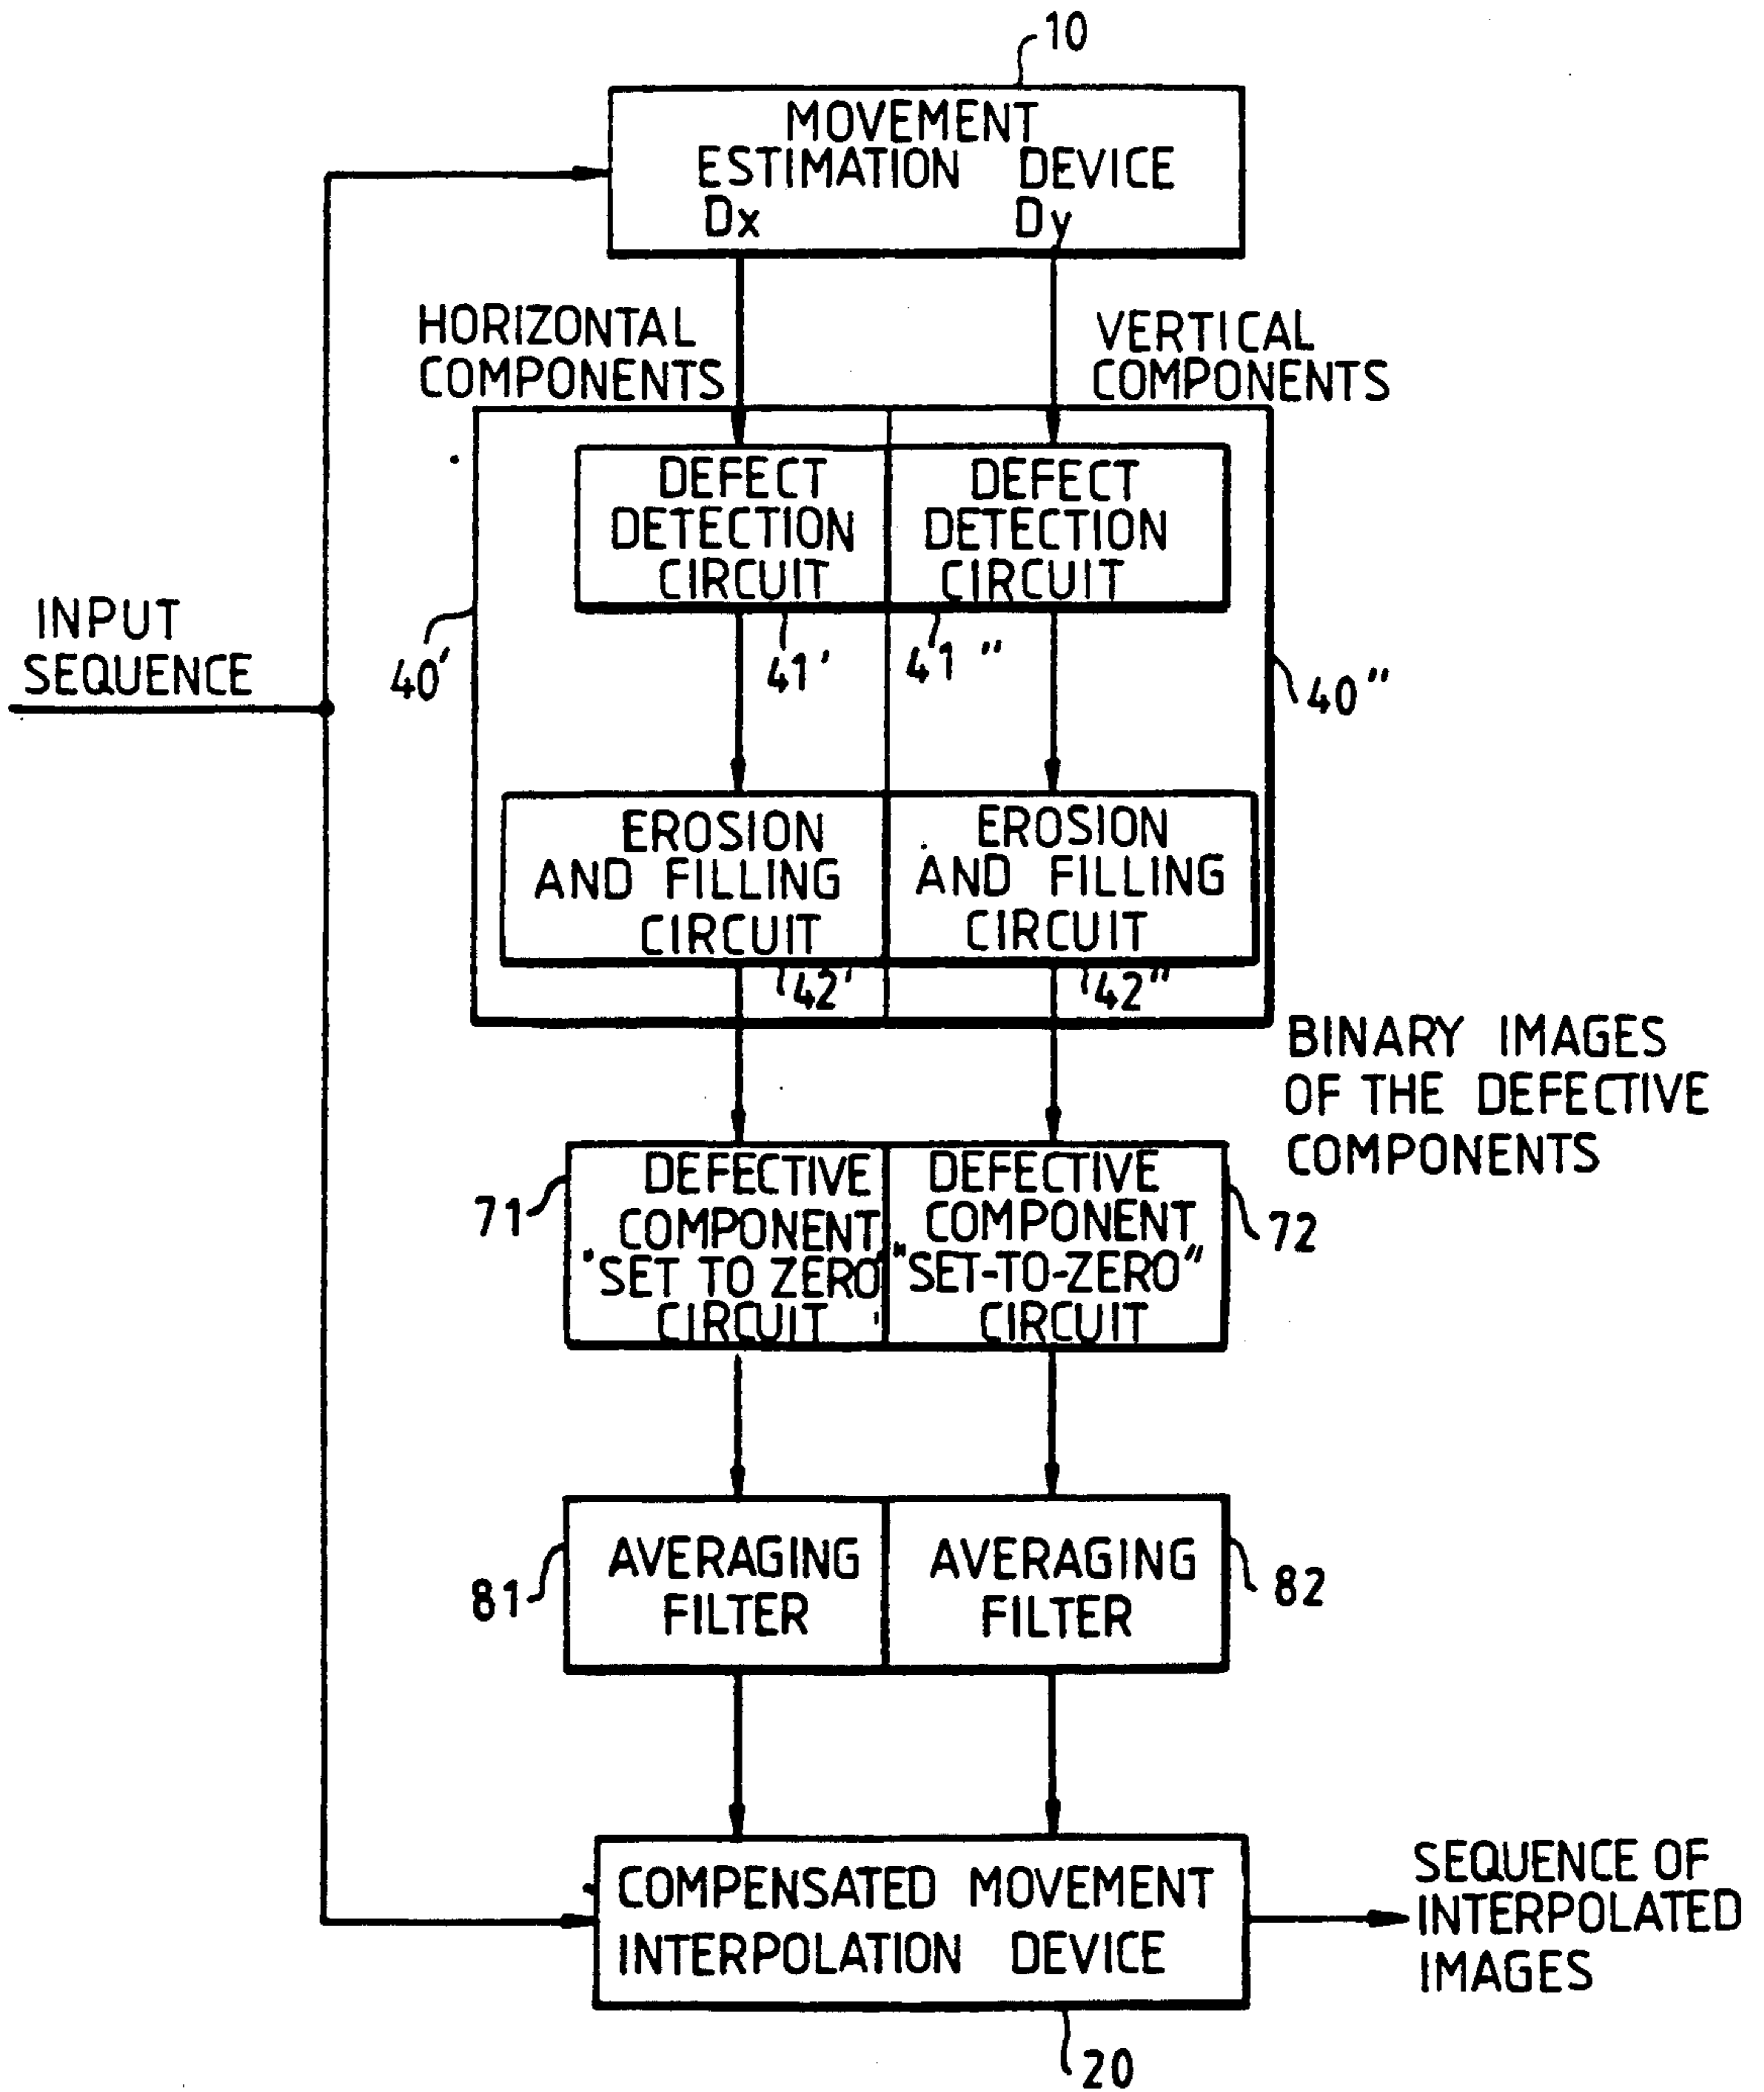 10
MOVEMENT
ESTIMATION DEVICE
Dx Dy
HORIZONTAL
COMPONENTS
VERTICAL
COMPONENTS
DEFECT
DETECTION
CIRCUIT
DEFECT
DETECTION
CIRCUIT
INPUT
SEQUENCE
40'
41'
41"
40"
EROSION
AND FILLING
CIRCUIT
EROSION
AND FILLING
CIRCUIT
42'
42"
BINARY IMAGES
OF THE DEFECTIVE
COMPONENTS
71
DEFECTIVE
COMPONENT
"SET TO ZERO"
CIRCUIT
DEFECTIVE
COMPONENT
"SET-TO-ZERO"
CIRCUIT
72
81
AVERAGING
FILTER
AVERAGING
FILTER
82
COMPENSATED MOVEMENT
INTERPOLATION DEVICE
SEQUENCE OF
INTERPOLATED
IMAGES
20